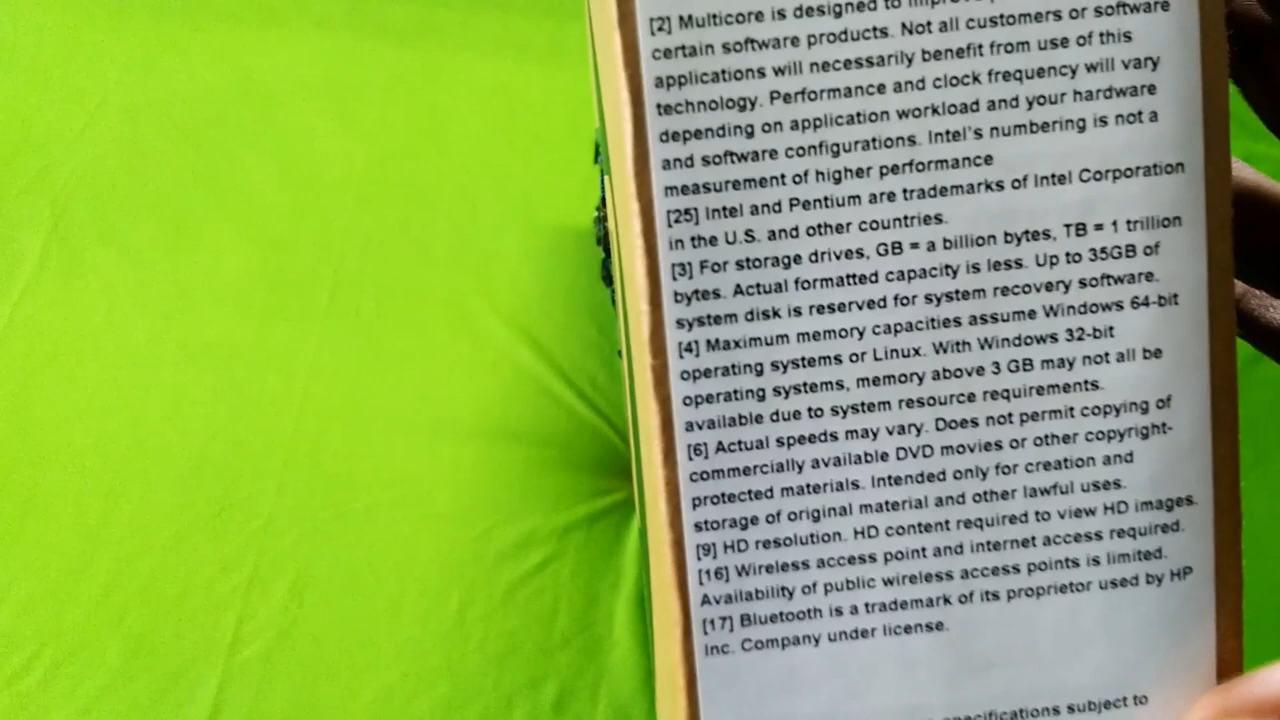 [2] Multicore is designed to
certain software products. Not all customers or software
applications will necessarily benefit from use of this
technology. Performance and clock frequency will vary
depending on application workload and your hardware
and software configurations. Intel's numbering is not a
measurement of higher performance
[25] Intel and Pentium are trademarks of Intel Corporation
in the U.S. and other countries.
[3] For storage drives, GB = a billion bytes, TB = 1 trillion
bytes. Actual formatted capacity is less. Up to 35GB of
system disk is reserved for system recovery software.
[4] Maximum memory capacities assume Windows 64-bit
operating systems or Linux. With Windows 32-bit
operating systems, memory above 3 GB may not all be
available due to system resource requirements.
[6] Actual speeds may vary. Does not permit copying of
commercially available DVD movies or other copyright-
protected materials. Intended only for creation and
storage of original material and other lawful uses.
[9] HD resolution. HD content required to view HD images.
[16] Wireless access point and internet access required.
Availability of public wireless access points is limited.
[17] Bluetooth is a trademark of its proprietor used by HP
Inc. Company under license.
subject to